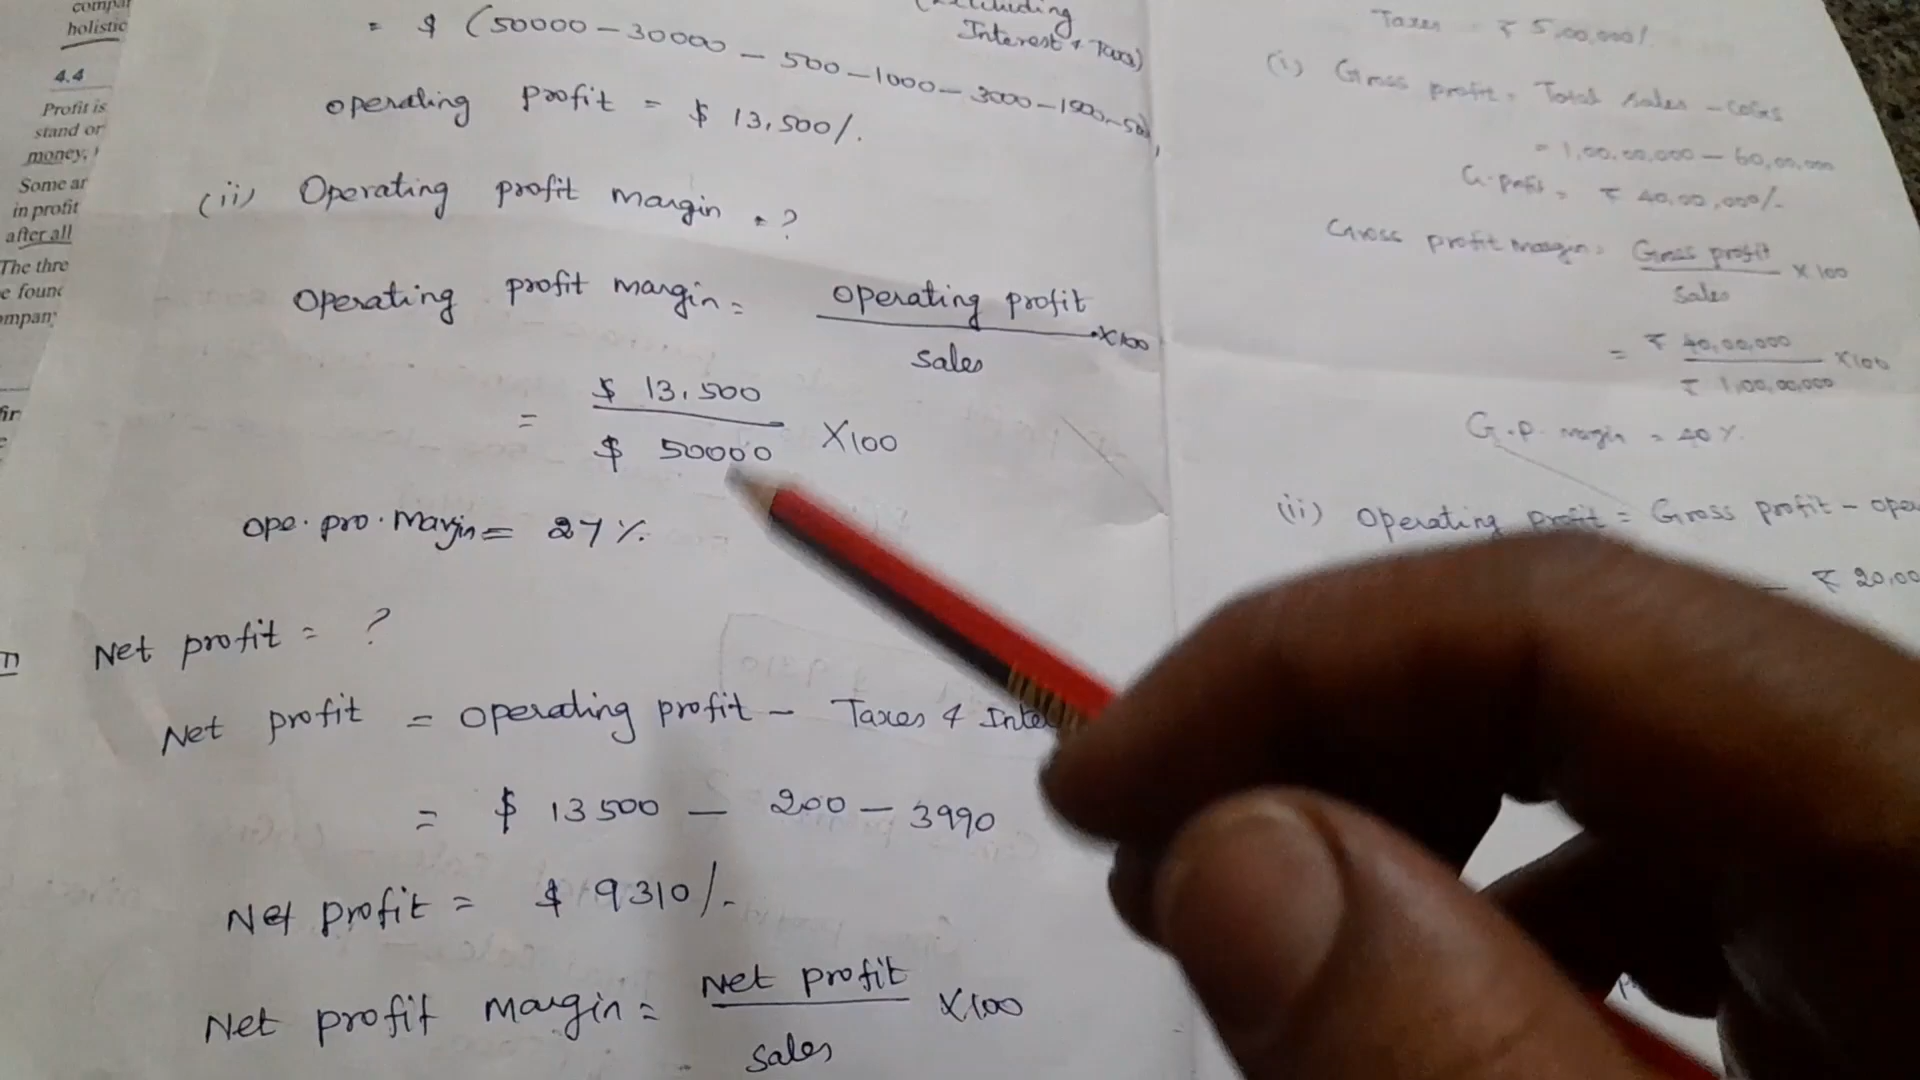 holistic
4.4
Profit is
stand or
money,
Some ar
in profit
after all
The thre
e found
ompany
= $ (50000 - 30000 - 500 - 1000 - 3000 - 1500 - 500)
Interest & Taxes)
operating profit = $ 13,500/.
(ii) Operating profit margin = ?
Operating profit margin = operating profit
X100
sales
= $ 13,500
$ 50000 X100
Ope. pro. Margin = 27 %.
Net profit = ?
Net profit = operating profit - Taxes & Inte
= $ 13500 - 200 - 3990
Net profit = $ 9310/-
Net profit margin = Net profit
X100
sales
Taxes ₹ 5,00,000/.
(i) Gross profit = Total sales - COGS
= 1,00,00,000 - 60,00,000
G. profit = ₹ 40,00,000/-
Gross profit margin = Gross profit
X 100
Sales
= ₹ 40,00,000
X100
₹ 1,00,00,000
G.P. margin = 40 %.
(ii) Operating profit = Gross profit - ope
- ₹ 20,00